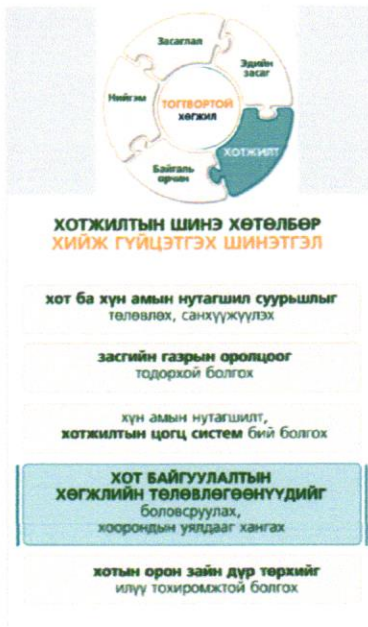 Засаглал
Эдийн
засаг
Нийгэм
ТОГТВОРТОЙ
ХӨГЖИЛ
ХОТЖИЛТ
Байгаль
орчин
ХОТЖИЛТЫН ШИНЭ ХӨТӨЛБӨР
ХИЙЖ ГҮЙЦЭТГЭХ ШИНЭТГЭЛ
хот ба хүн амын нутагшил суурьшлыг
төлөвлөх, санхүүжүүлэх
засгийн газрын оролцоог
тодорхой болгох
хүн амын нутагшилт,
хотжилтын цогц систем бий болгох
ХОТ БАЙГУУЛАЛТЫН
ХӨГЖЛИЙН ТӨЛӨВЛӨГӨӨНҮҮДИЙГ
боловсруулах,
хоорондын уялдааг хангах
хотын орон зайн дүр төрхийг
илүү тохиромжтой болгох